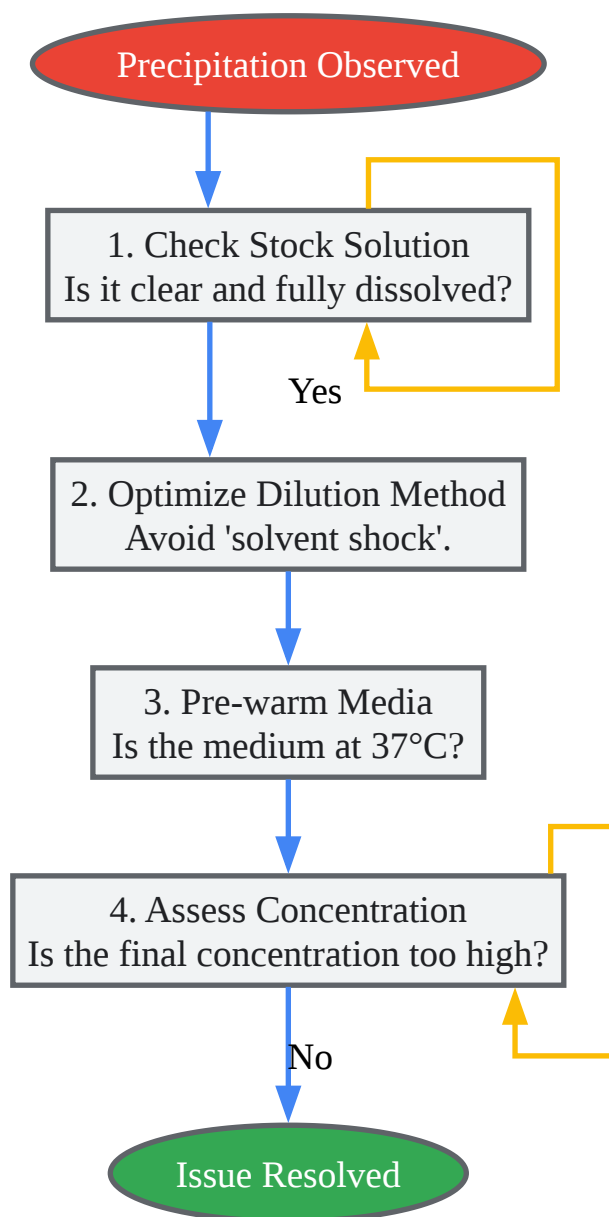 Precipitation Observed
1. Check Stock Solution
Is it clear and fully dissolved?
Yes
2. Optimize Dilution Method
Avoid 'solvent shock'.
3. Pre-warm Media
Is the medium at 37°C?
4. Assess Concentration
Is the final concentration too high?
No
Issue Resolved